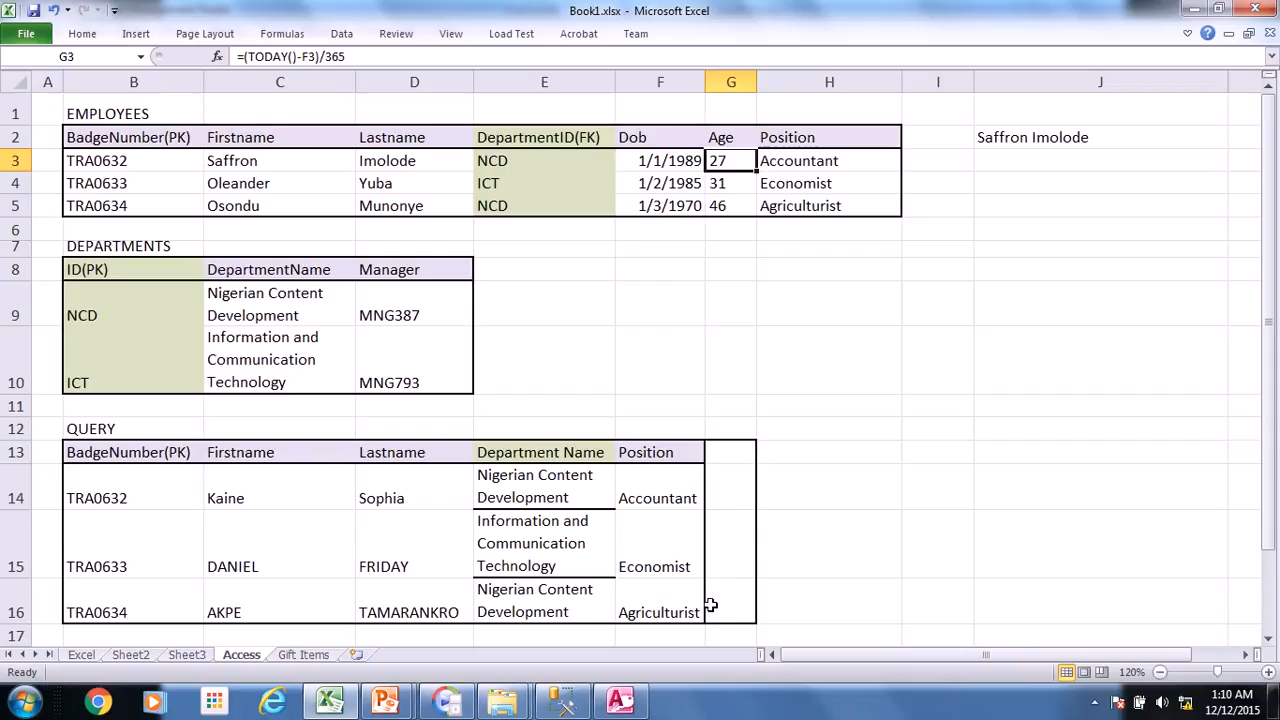 Book1.xlsx - Microsoft Excel
File Home Insert Page Layout Formulas Data Review View Load Test Acrobat Team
G3 fx =(TODAY()-F3)/365
A B C D E F G H I J
1 EMPLOYEES
2 BadgeNumber(PK) Firstname Lastname DepartmentID(FK) Dob Age Position Saffron Imolode
3 TRA0632 Saffron Imolode NCD 1/1/1989 27 Accountant
4 TRA0633 Oleander Yuba ICT 1/2/1985 31 Economist
5 TRA0634 Osondu Munonye NCD 1/3/1970 46 Agriculturist
6
7 DEPARTMENTS
8 ID(PK) DepartmentName Manager
Nigerian Content
9 NCD Development MNG387
Information and
Communication
10 ICT Technology MNG793
11
12 QUERY
13 BadgeNumber(PK) Firstname Lastname Department Name Position
Nigerian Content
14 TRA0632 Kaine Sophia Development Accountant
Information and
Communication
15 TRA0633 DANIEL FRIDAY Technology Economist
Nigerian Content
16 TRA0634 AKPE TAMARANKRO Development Agriculturist
17
Excel Sheet2 Sheet3 Access Gift Items
Ready 120%
1:10 AM
12/12/2015